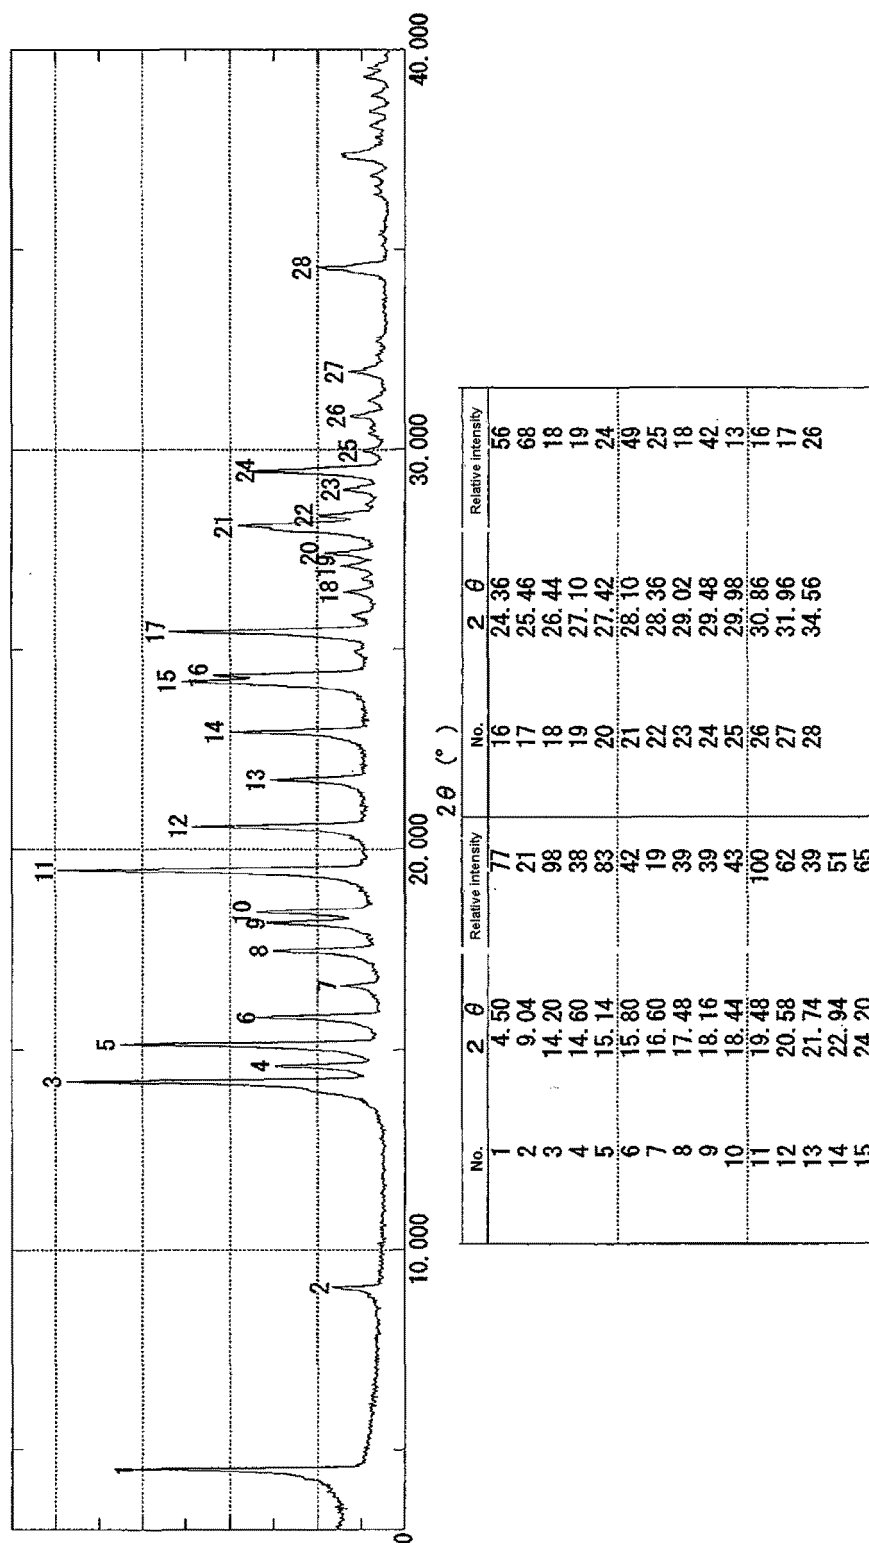 1 2 3 4 5 6 7 8 9 10 11 12 13 14 15 16 17 18 19 20 21 22 23 24 25 26 27 28
0 10.000 20.000 30.000 40.000
2θ (°)
No. 2 θ Relative intensity No. 2 θ Relative intensity
1 4.50 77 16 24.36 56
2 9.04 21 17 25.46 68
3 14.20 98 18 26.44 18
4 14.60 38 19 27.10 19
5 15.14 83 20 27.42 24
6 15.80 42 21 28.10 49
7 16.60 19 22 28.36 25
8 17.48 39 23 29.02 18
9 18.16 39 24 29.48 42
10 18.44 43 25 29.98 13
11 19.48 100 26 30.86 16
12 20.58 62 27 31.96 17
13 21.74 39 28 34.56 26
14 22.94 51
15 24.20 65